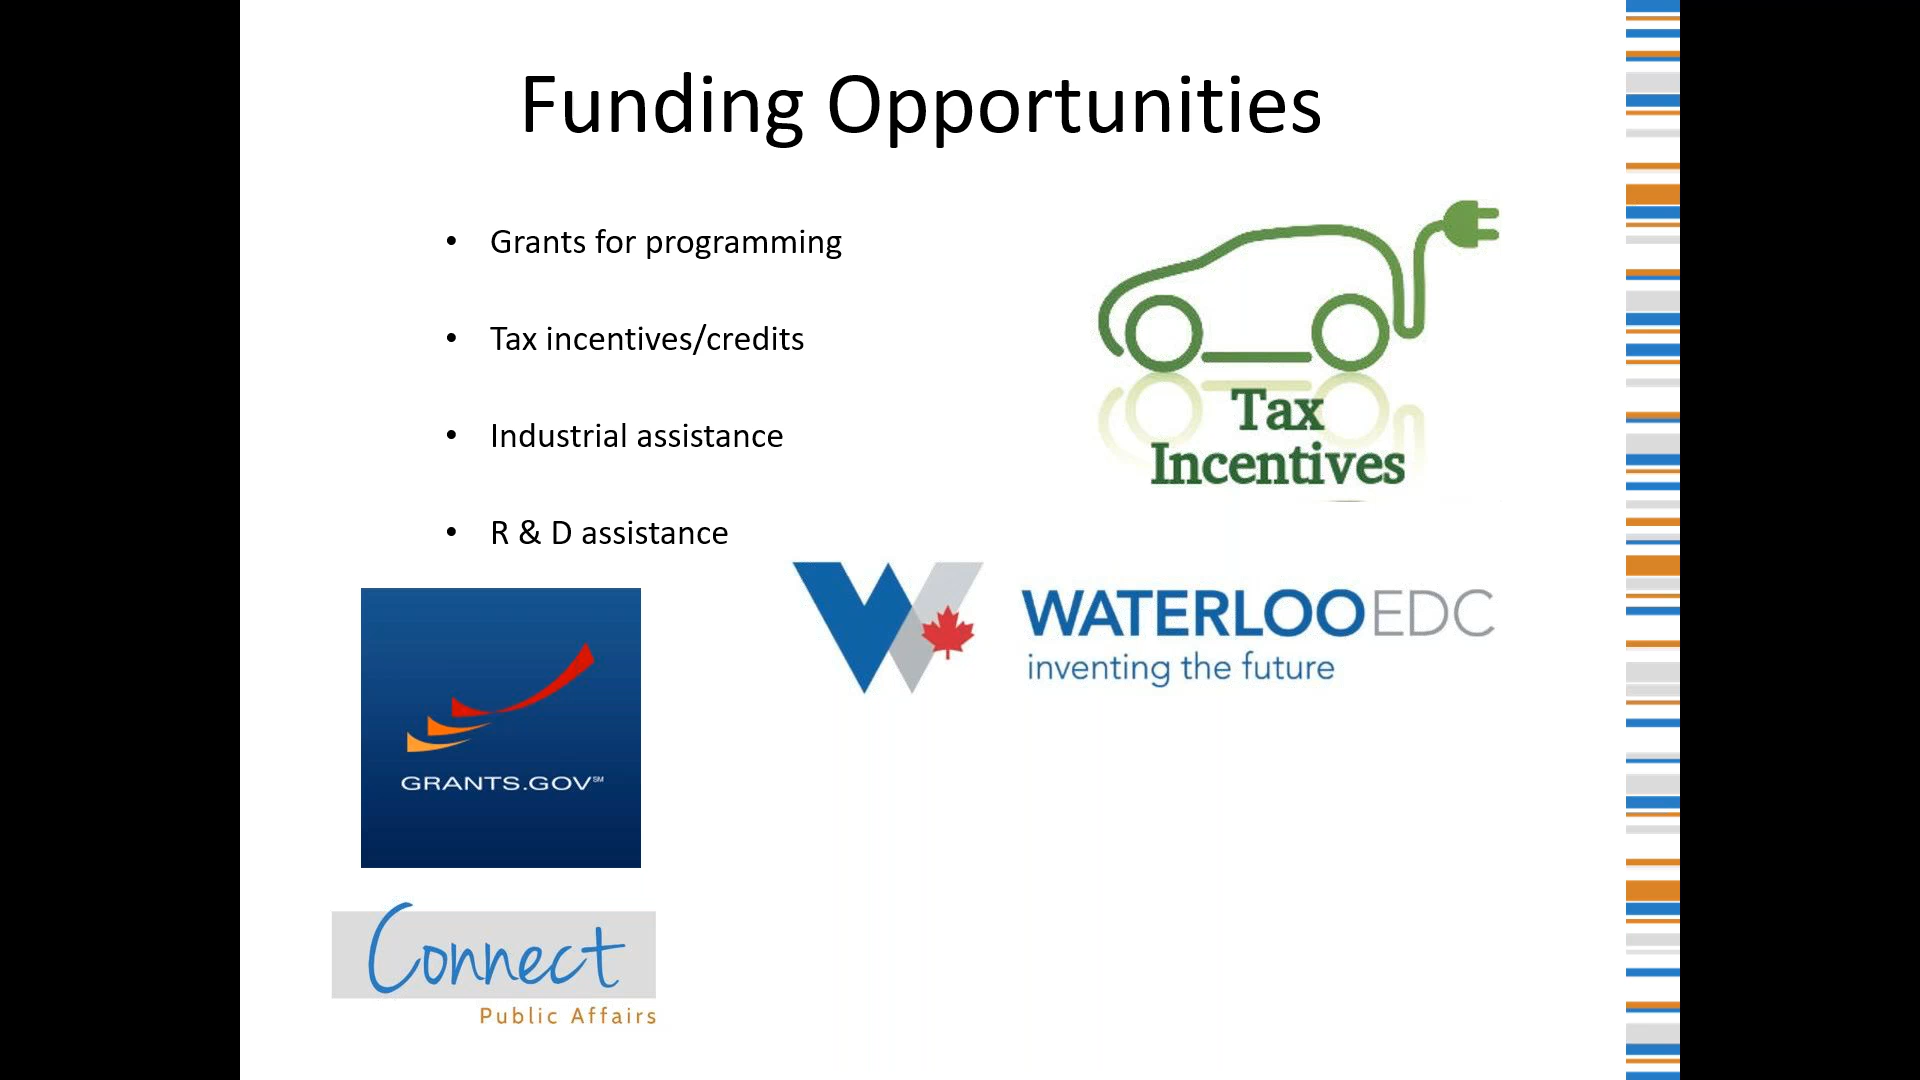 Funding Opportunities
• Grants for programming
• Tax incentives/credits
• Industrial assistance
• R & D assistance
Tax
Incentives
WATERLOOEDC
inventing the future
GRANTS.GOV℠
Connect
Public Affairs